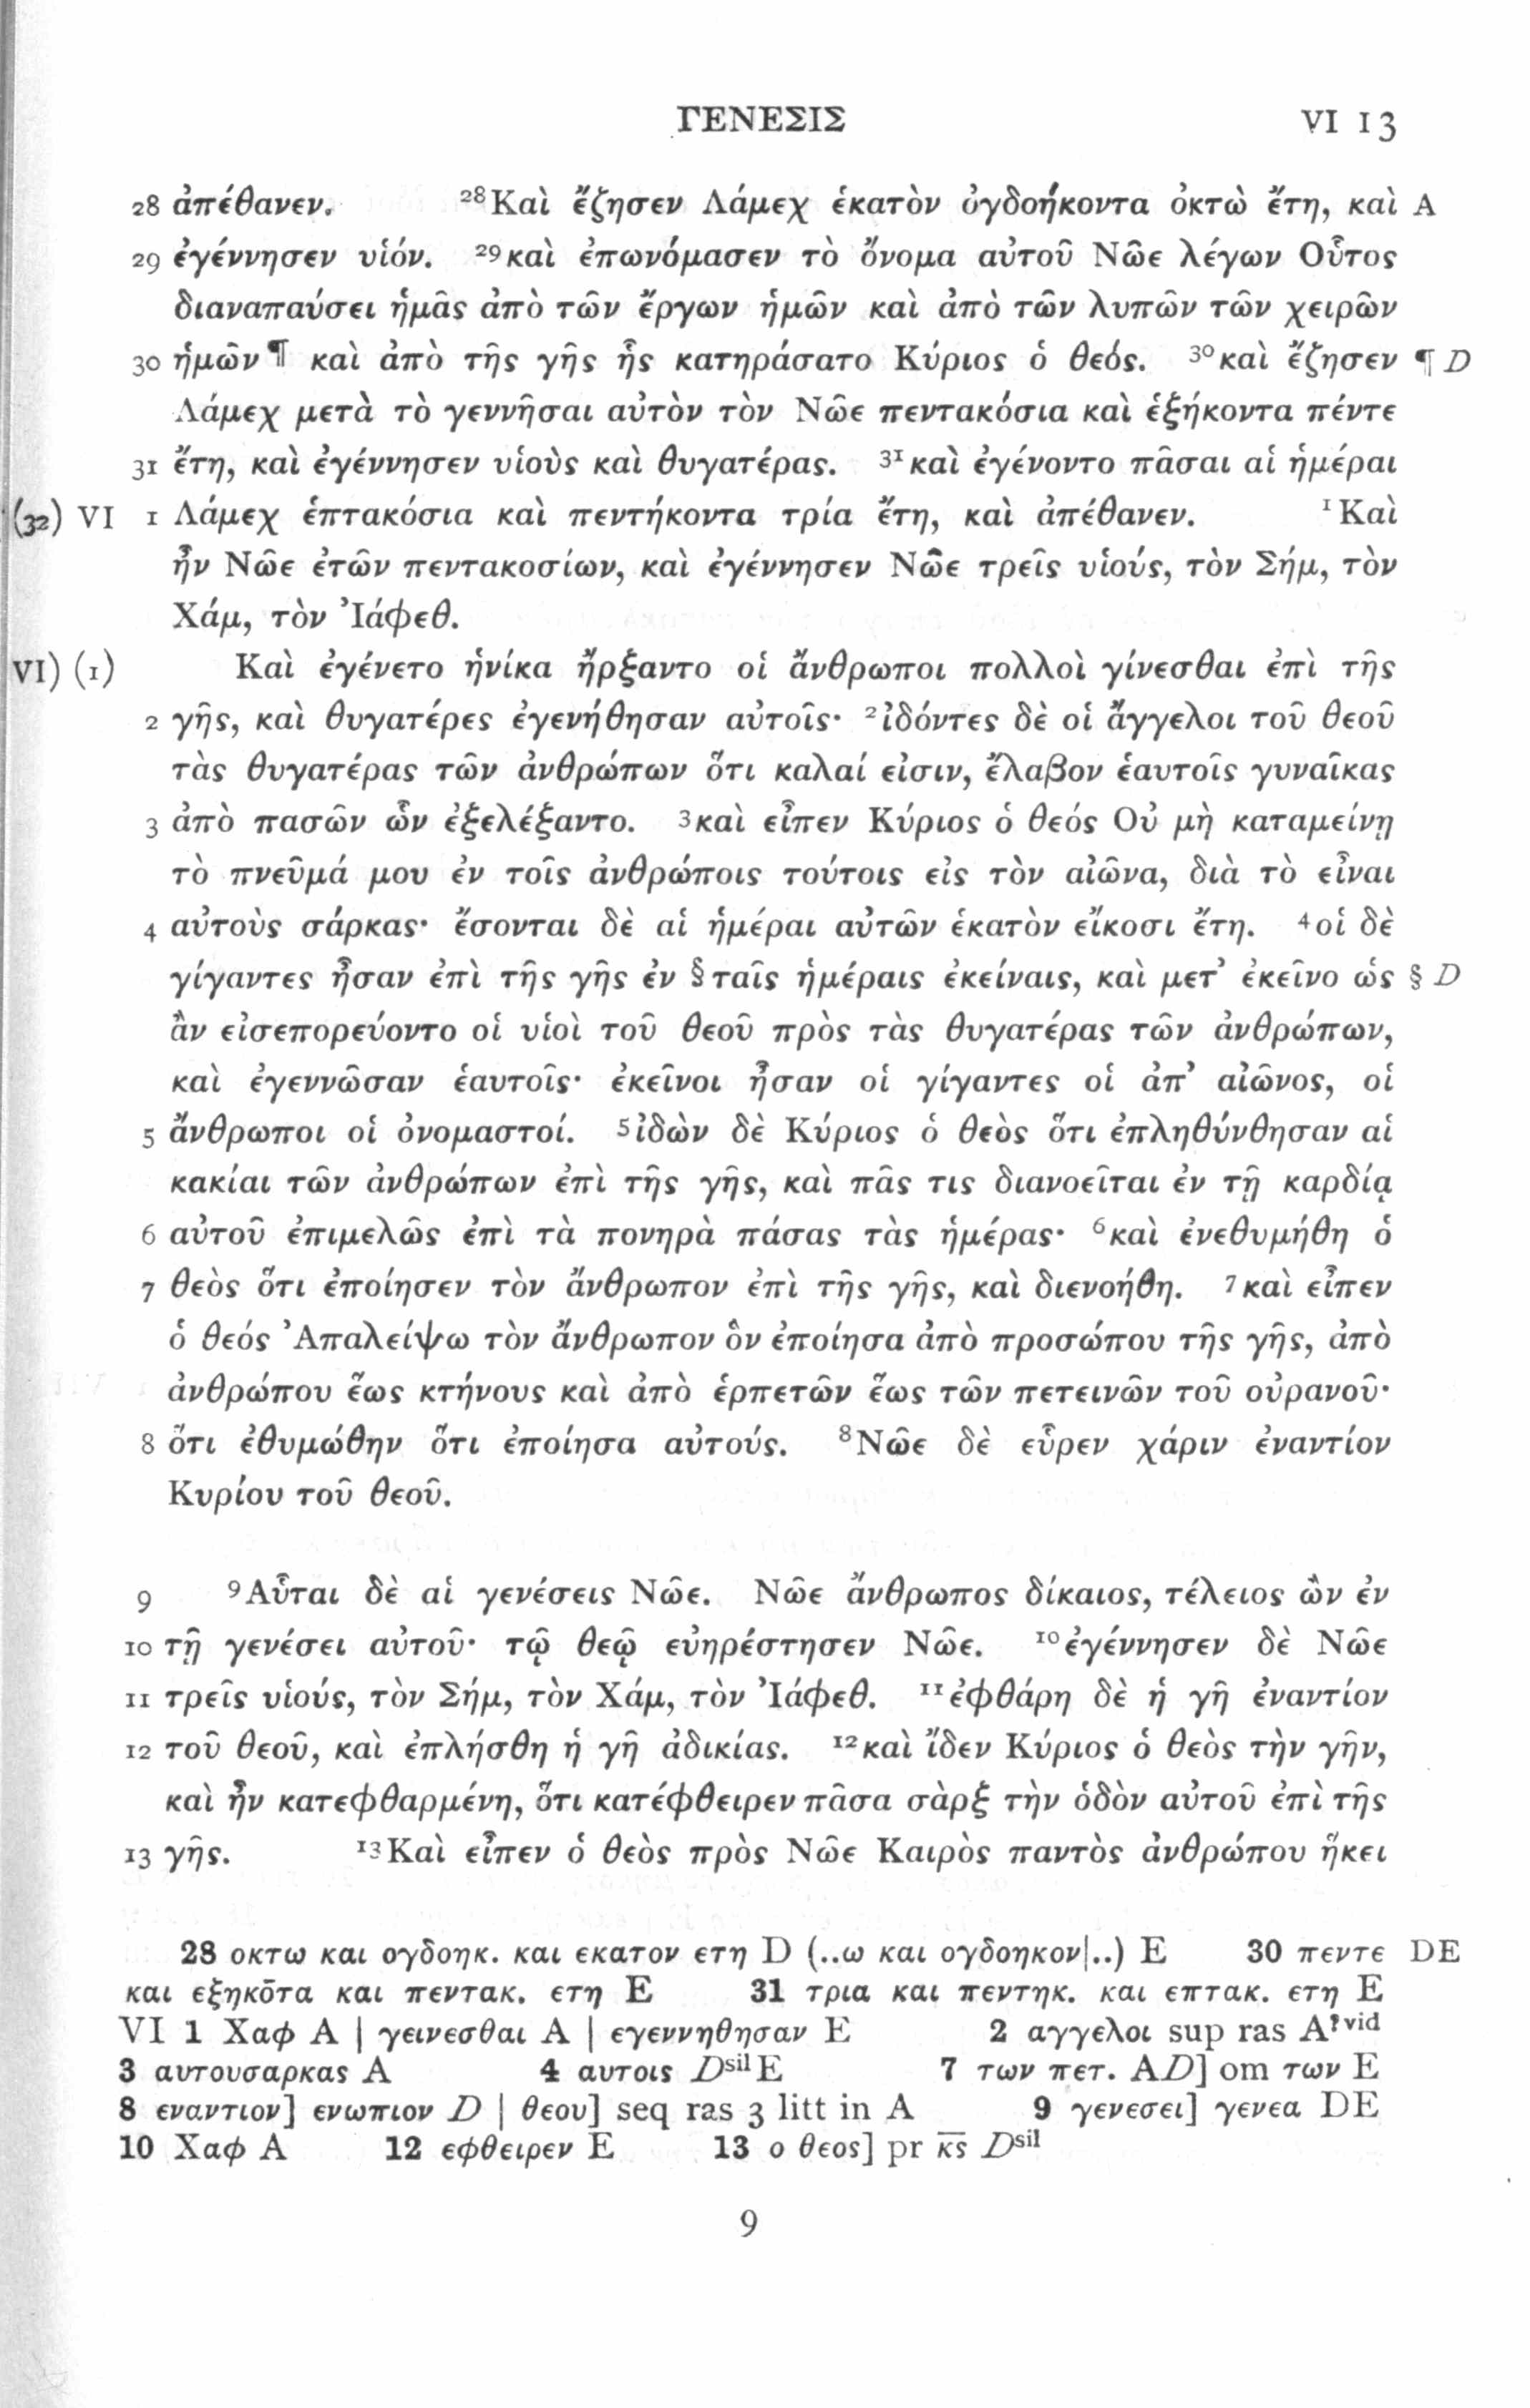 ΓΕΝΕΣΙΣ VI 13
28 ἀπέθανεν. ²⁸Καὶ ἔζησεν Λάμεχ ἑκατὸν ὀγδοήκοντα ὀκτὼ ἔτη, καὶ A
29 ἐγέννησεν υἱόν. ²⁹καὶ ἐπωνόμασεν τὸ ὄνομα αὐτοῦ Νῶε λέγων Οὗτος
διαναπαύσει ἡμᾶς ἀπὸ τῶν ἔργων ἡμῶν καὶ ἀπὸ τῶν λυπῶν τῶν χειρῶν
30 ἡμῶν¶ καὶ ἀπὸ τῆς γῆς ἧς κατηράσατο Κύριος ὁ θεός. ³⁰καὶ ἔζησεν ¶ D
Λάμεχ μετὰ τὸ γεννῆσαι αὐτὸν τὸν Νῶε πεντακόσια καὶ ἑξήκοντα πέντε
31 ἔτη, καὶ ἐγέννησεν υἱοὺς καὶ θυγατέρας. ³¹καὶ ἐγένοντο πᾶσαι αἱ ἡμέραι
(32) VI 1 Λάμεχ ἑπτακόσια καὶ πεντήκοντα τρία ἔτη, καὶ ἀπέθανεν. ¹Καὶ
ἦν Νῶε ἐτῶν πεντακοσίων, καὶ ἐγέννησεν Νῶε τρεῖς υἱούς, τὸν Σήμ, τὸν
Χάμ, τὸν Ἰάφεθ.
VI) (1) Καὶ ἐγένετο ἡνίκα ἤρξαντο οἱ ἄνθρωποι πολλοὶ γίνεσθαι ἐπὶ τῆς
2 γῆς, καὶ θυγατέρες ἐγενήθησαν αὐτοῖς· ²ἰδόντες δὲ οἱ ἄγγελοι τοῦ θεοῦ
τὰς θυγατέρας τῶν ἀνθρώπων ὅτι καλαί εἰσιν, ἔλαβον ἑαυτοῖς γυναῖκας
3 ἀπὸ πασῶν ὧν ἐξελέξαντο. ³καὶ εἶπεν Κύριος ὁ θεός Οὐ μὴ καταμείνῃ
τὸ πνεῦμά μου ἐν τοῖς ἀνθρώποις τούτοις εἰς τὸν αἰῶνα, διὰ τὸ εἶναι
4 αὐτοὺς σάρκας· ἔσονται δὲ αἱ ἡμέραι αὐτῶν ἑκατὸν εἴκοσι ἔτη. ⁴οἱ δὲ
γίγαντες ἦσαν ἐπὶ τῆς γῆς ἐν §ταῖς ἡμέραις ἐκείναις, καὶ μετ’ ἐκεῖνο ὡς § D
ἂν εἰσεπορεύοντο οἱ υἱοὶ τοῦ θεοῦ πρὸς τὰς θυγατέρας τῶν ἀνθρώπων,
καὶ ἐγεννῶσαν ἑαυτοῖς· ἐκεῖνοι ἦσαν οἱ γίγαντες οἱ ἀπ’ αἰῶνος, οἱ
5 ἄνθρωποι οἱ ὀνομαστοί. ⁵ἰδὼν δὲ Κύριος ὁ θεὸς ὅτι ἐπληθύνθησαν αἱ
κακίαι τῶν ἀνθρώπων ἐπὶ τῆς γῆς, καὶ πᾶς τις διανοεῖται ἐν τῇ καρδίᾳ
6 αὐτοῦ ἐπιμελῶς ἐπὶ τὰ πονηρὰ πάσας τὰς ἡμέρας· ⁶καὶ ἐνεθυμήθη ὁ
7 θεὸς ὅτι ἐποίησεν τὸν ἄνθρωπον ἐπὶ τῆς γῆς, καὶ διενοήθη. ⁷καὶ εἶπεν
ὁ θεός Ἀπαλείψω τὸν ἄνθρωπον ὃν ἐποίησα ἀπὸ προσώπου τῆς γῆς, ἀπὸ
ἀνθρώπου ἕως κτήνους καὶ ἀπὸ ἑρπετῶν ἕως τῶν πετεινῶν τοῦ οὐρανοῦ·
8 ὅτι ἐθυμώθην ὅτι ἐποίησα αὐτούς. ⁸Νῶε δὲ εὗρεν χάριν ἐναντίον
Κυρίου τοῦ θεοῦ.
9 ⁹Αὗται δὲ αἱ γενέσεις Νῶε. Νῶε ἄνθρωπος δίκαιος, τέλειος ὢν ἐν
10 τῇ γενέσει αὐτοῦ· τῷ θεῷ εὐηρέστησεν Νῶε. ¹⁰ἐγέννησεν δὲ Νῶε
11 τρεῖς υἱούς, τὸν Σήμ, τὸν Χάμ, τὸν Ἰάφεθ. ¹¹ἐφθάρη δὲ ἡ γῆ ἐναντίον
12 τοῦ θεοῦ, καὶ ἐπλήσθη ἡ γῆ ἀδικίας. ¹²καὶ ἴδεν Κύριος ὁ θεὸς τὴν γῆν,
καὶ ἦν κατεφθαρμένη, ὅτι κατέφθειρεν πᾶσα σὰρξ τὴν ὁδὸν αὐτοῦ ἐπὶ τῆς
13 γῆς. ¹³Καὶ εἶπεν ὁ θεὸς πρὸς Νῶε Καιρὸς παντὸς ἀνθρώπου ἥκει
28 οκτω και ογδοηκ. και εκατον ετη D (..ω και ογδοηκον|..) E 30 πεντε DE
και εξηκο̄τα και πεντακ. ετη E 31 τρια και πεντηκ. και επτακ. ετη E
VI 1 Χαφ A | γεινεσθαι A | εγεννηθησαν E 2 αγγελοι sup ras A¹ᵛⁱᵈ
3 αυτουσαρκας A 4 αυτοις Dˢⁱˡ E 7 των πετ. AD] om των E
8 εναντιον] ενωπιον D | θεου] seq ras 3 litt in A 9 γενεσει] γενεα DE
10 Χαφ A 12 εφθειρεν E 13 ο θεος] pr κ̅ς̅ Dˢⁱˡ
9